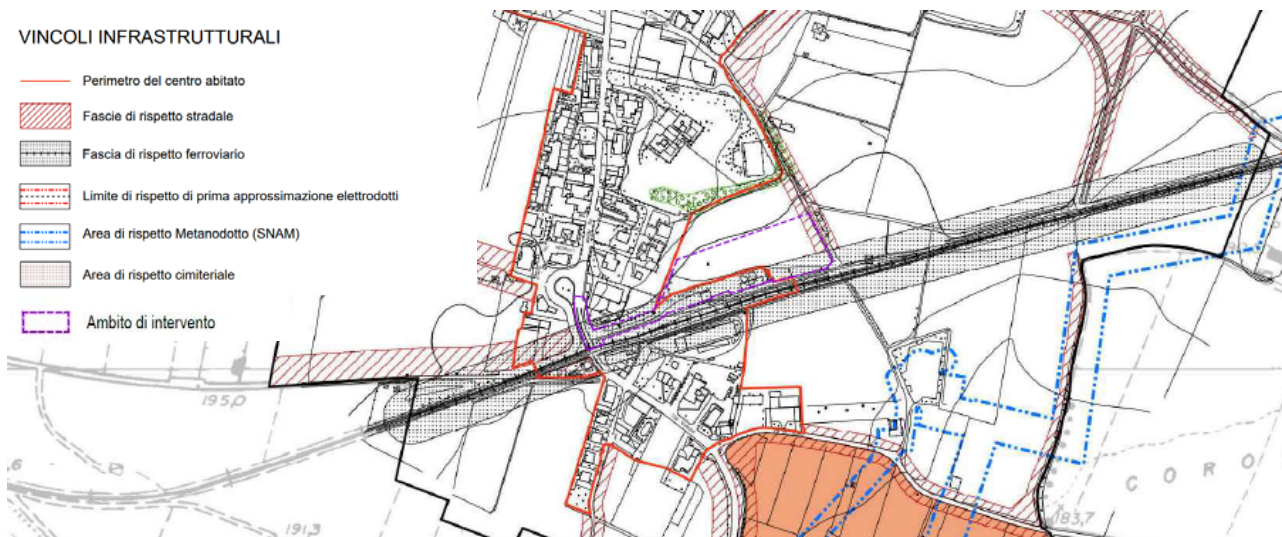 VINCOLI INFRASTRUTTURALI
Perimetro del centro abitato
Fascie di rispetto stradale
Fascia di rispetto ferroviario
Limite di rispetto di prima approssimazione elettrodotti
Area di rispetto Metanodotto (SNAM)
Area di rispetto cimiteriale
Ambito di intervento
195,0
6
191,3
183,7
C O R O